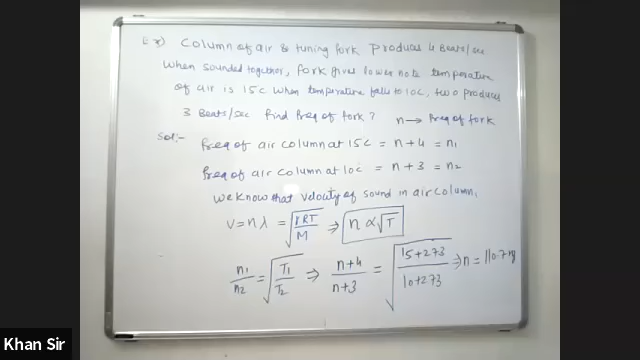 Ex) Column of air & tuning fork Produces 4 Beats/sec
When sounded together, fork gives lower note temperature
of air is 15c when temperature falls to 10c, two produces
3 Beats/sec find freq of fork? n → freq of fork
Sol:-
freq of air column at 15c = n+4 = n₁
freq of air column at 10c = n+3 = n₂
We know that velocity of sound in air column,
V = nλ = √(γRT/M) ⇒ n ∝ √T
n₁/n₂ = √(T₁/T₂) ⇒ (n+4)/(n+3) = √((15+273)/(10+273)) ⇒ n = 110.7 Hz
Khan Sir